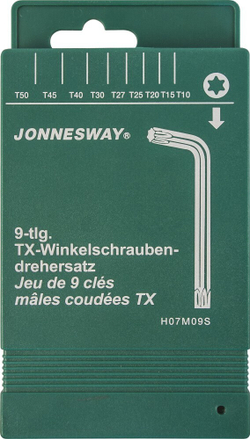 T50 T45 T40 T30 T27 T25 T20 T15 T10
JONNESWAY®
9-tlg.
TX-Winkelschrauben-
drehersatz
Jeu de 9 clés
mâles coudées TX
H07M09S